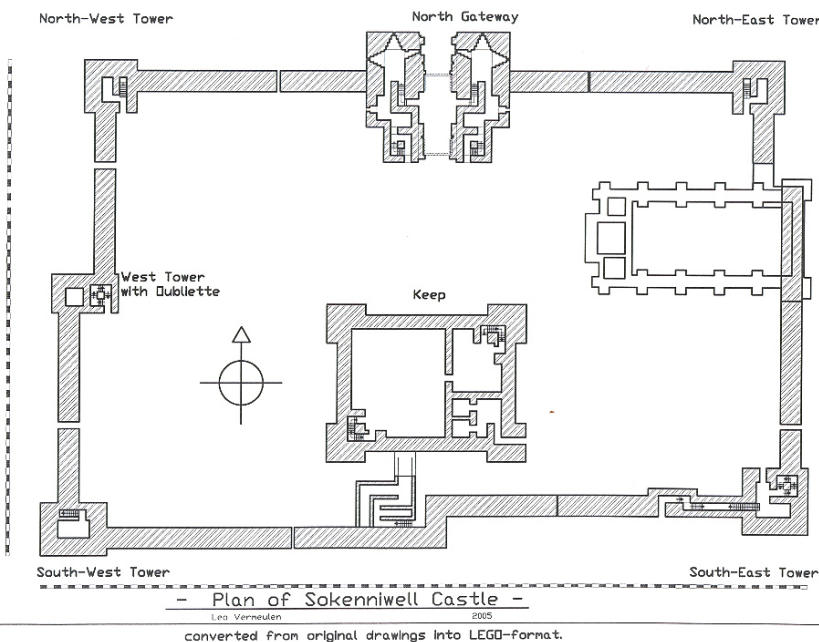 North-West Tower
North Gateway
North-East Tower
West Tower
with Oubliette
Keep
South-West Tower
South-East Tower
- Plan of Sokenniwell Castle -
Leo Vermeulen 2005
converted from original drawings into LEGO-format.